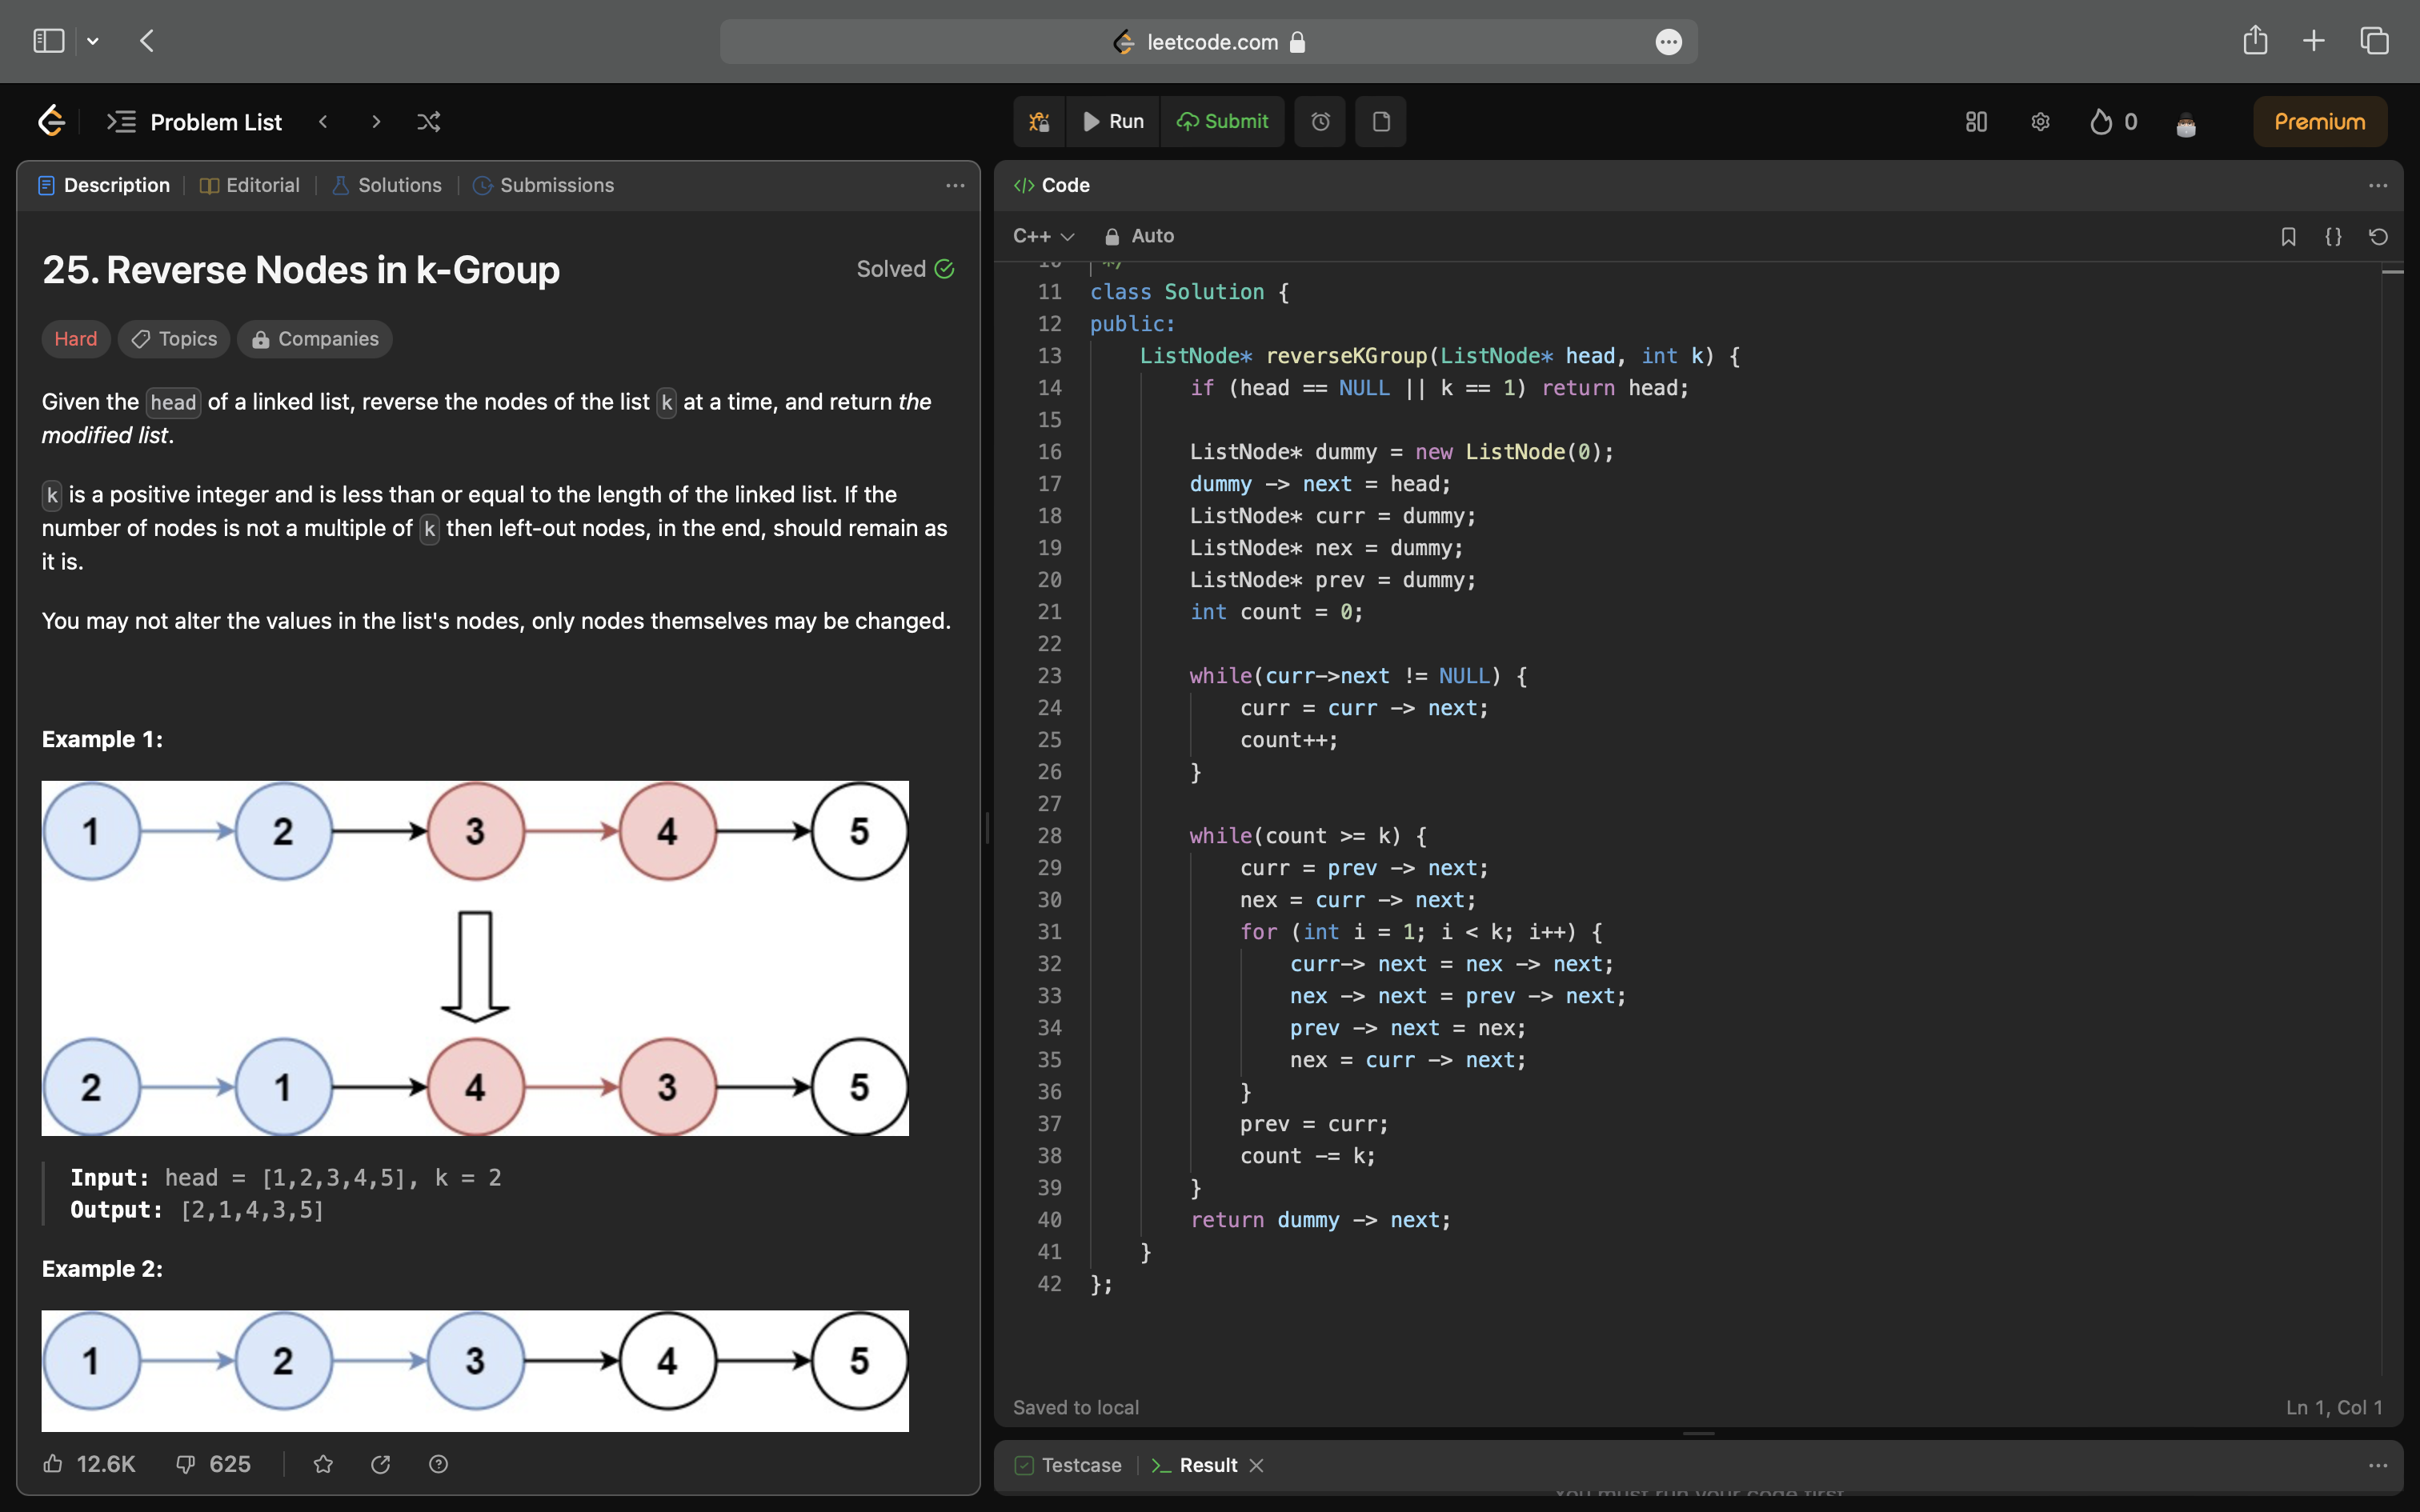 leetcode.com
Problem List
Run
Submit
0
Premium
Description
Editorial
Solutions
Submissions
25. Reverse Nodes in k-Group
Solved
Hard
Topics
Companies
Given the head of a linked list, reverse the nodes of the list k at a time, and return the
modified list.
k is a positive integer and is less than or equal to the length of the linked list. If the
number of nodes is not a multiple of k then left-out nodes, in the end, should remain as
it is.
You may not alter the values in the list's nodes, only nodes themselves may be changed.
Example 1:
1 2 3 4 5
2 1 4 3 5
Input: head = [1,2,3,4,5], k = 2
Output: [2,1,4,3,5]
Example 2:
1 2 3 4 5
12.6K
625
</> Code
C++
Auto
10 */
11 class Solution {
12 public:
13 ListNode* reverseKGroup(ListNode* head, int k) {
14 if (head == NULL || k == 1) return head;
15
16 ListNode* dummy = new ListNode(0);
17 dummy -> next = head;
18 ListNode* curr = dummy;
19 ListNode* nex = dummy;
20 ListNode* prev = dummy;
21 int count = 0;
22
23 while(curr->next != NULL) {
24 curr = curr -> next;
25 count++;
26 }
27
28 while(count >= k) {
29 curr = prev -> next;
30 nex = curr -> next;
31 for (int i = 1; i < k; i++) {
32 curr-> next = nex -> next;
33 nex -> next = prev -> next;
34 prev -> next = nex;
35 nex = curr -> next;
36 }
37 prev = curr;
38 count -= k;
39 }
40 return dummy -> next;
41 }
42 };
Saved to local
Ln 1, Col 1
Testcase
>_ Result
You must run your code first